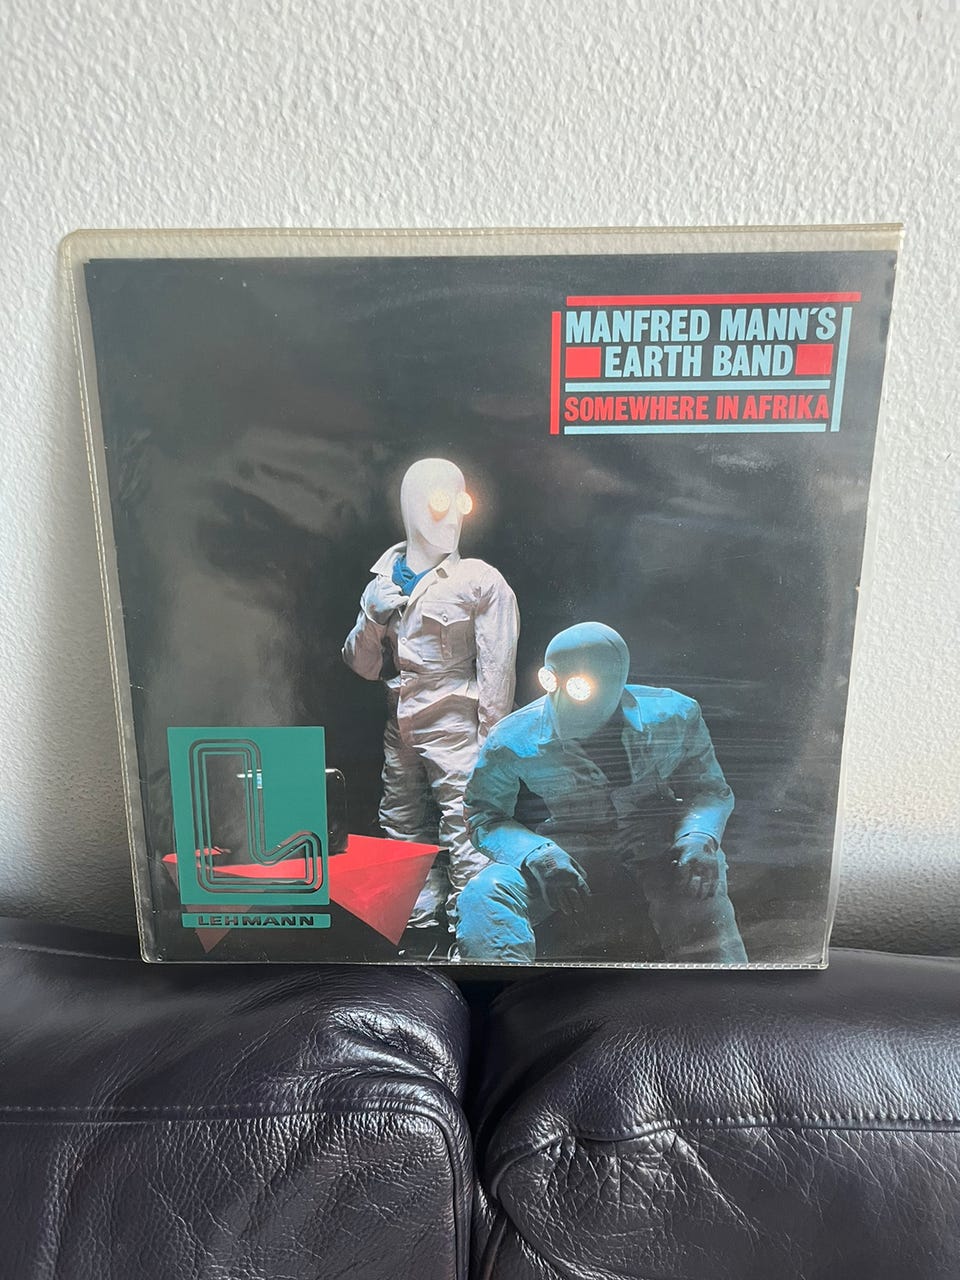 MANFRED MANN'S
EARTH BAND
SOMEWHERE IN AFRIKA
L
LEHMANN